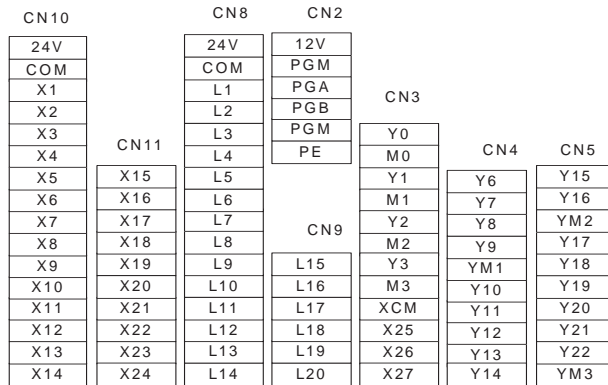 CN10
24V
COM
X1
X2
X3
X4
X5
X6
X7
X8
X9
X10
X11
X12
X13
X14
CN11
X15
X16
X17
X18
X19
X20
X21
X22
X23
X24
CN8
24V
COM
L1
L2
L3
L4
L5
L6
L7
L8
L9
L10
L11
L12
L13
L14
CN2
12V
PGM
PGA
PGB
PGM
PE
CN9
L15
L16
L17
L18
L19
L20
CN3
Y0
M0
Y1
M1
Y2
M2
Y3
M3
XCM
X25
X26
X27
CN4
Y6
Y7
Y8
Y9
YM1
Y10
Y11
Y12
Y13
Y14
CN5
Y15
Y16
YM2
Y17
Y18
Y19
Y20
Y21
Y22
YM3